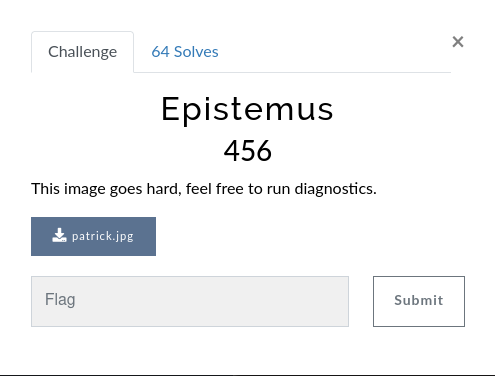 Challenge
64 Solves
×
Epistemus
456
This image goes hard, feel free to run diagnostics.
patrick.jpg
Flag
Submit